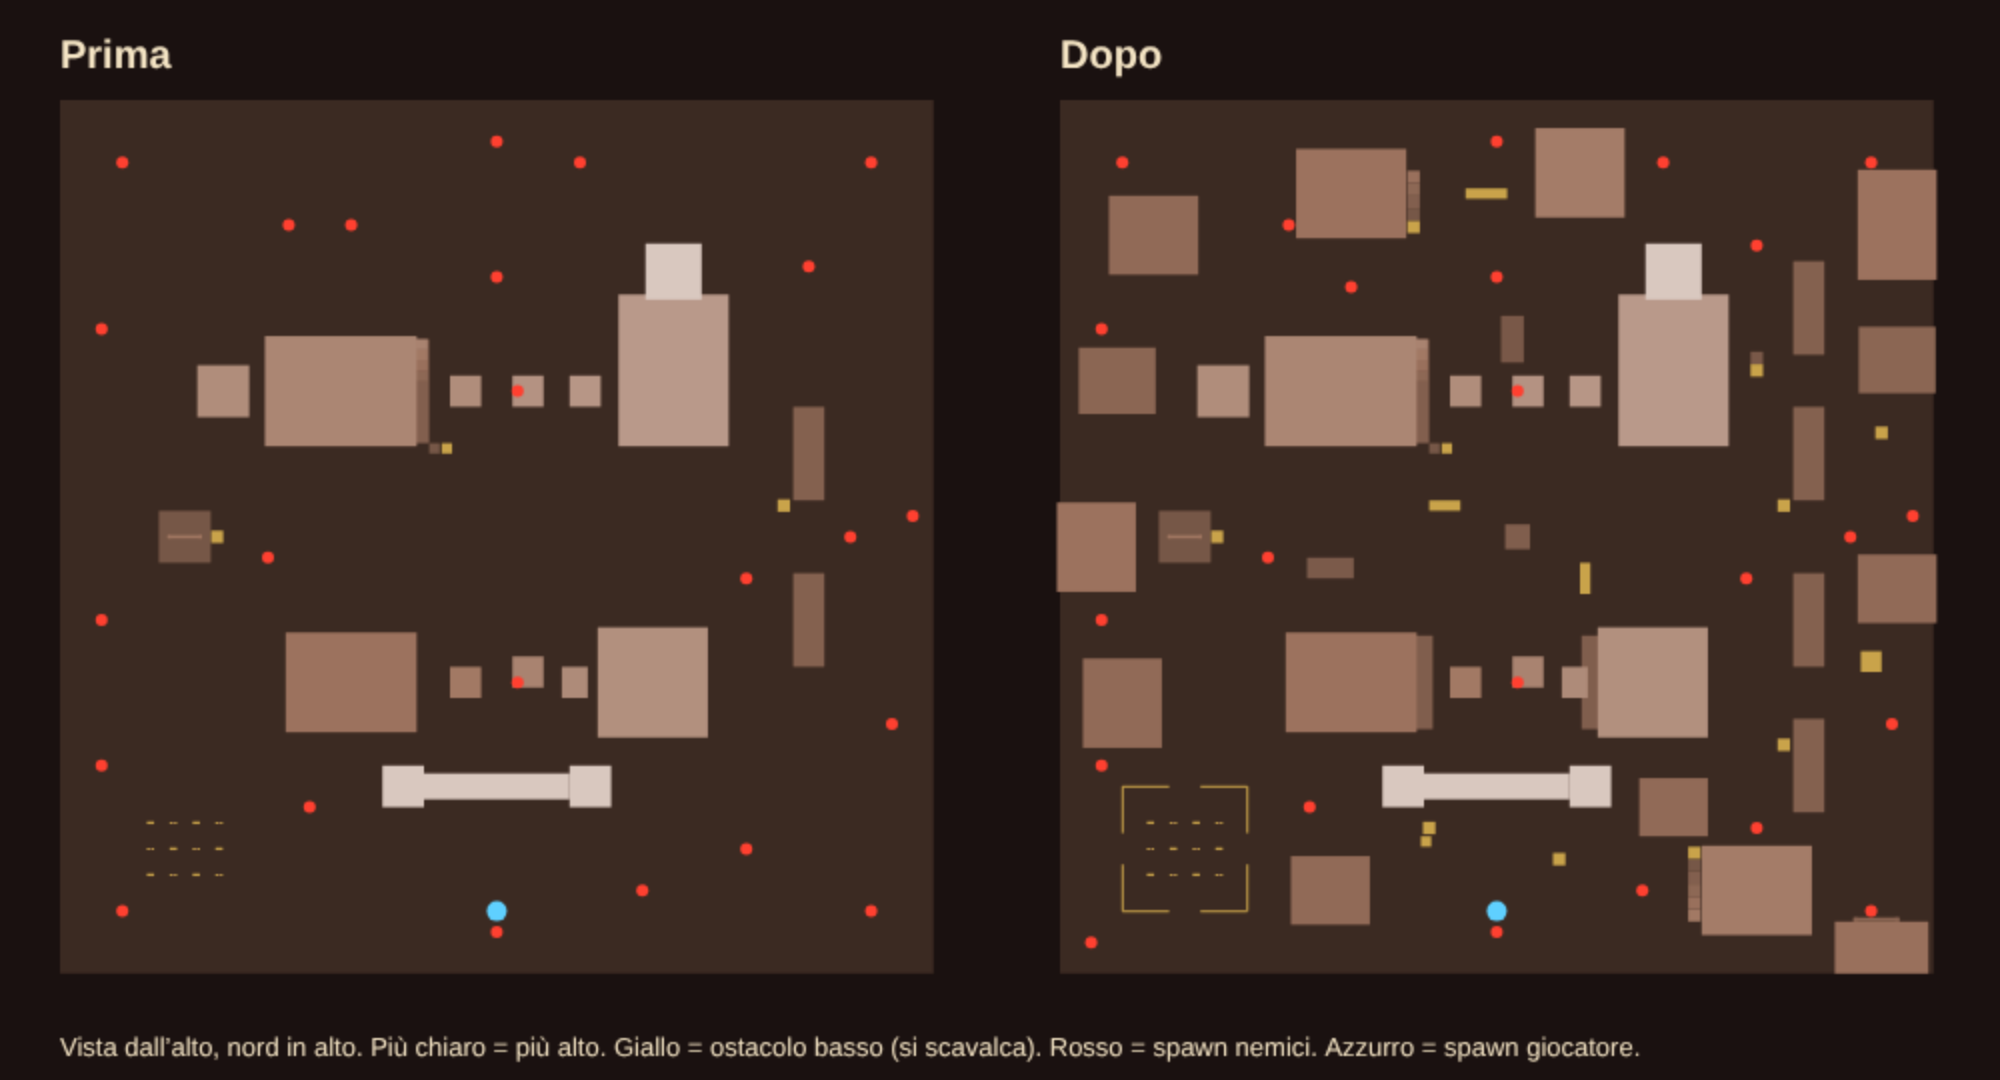 Prima
Dopo
Vista dall’alto, nord in alto. Più chiaro = più alto. Giallo = ostacolo basso (si scavalca). Rosso = spawn nemici. Azzurro = spawn giocatore.